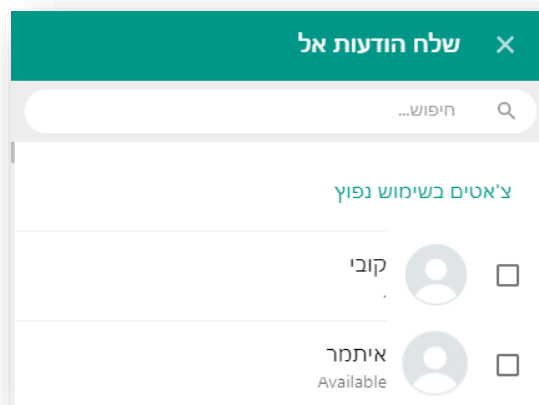 שלח הודעות אל
חיפוש...
צ'אטים בשימוש נפוץ
קובי
.
איתמר
Available